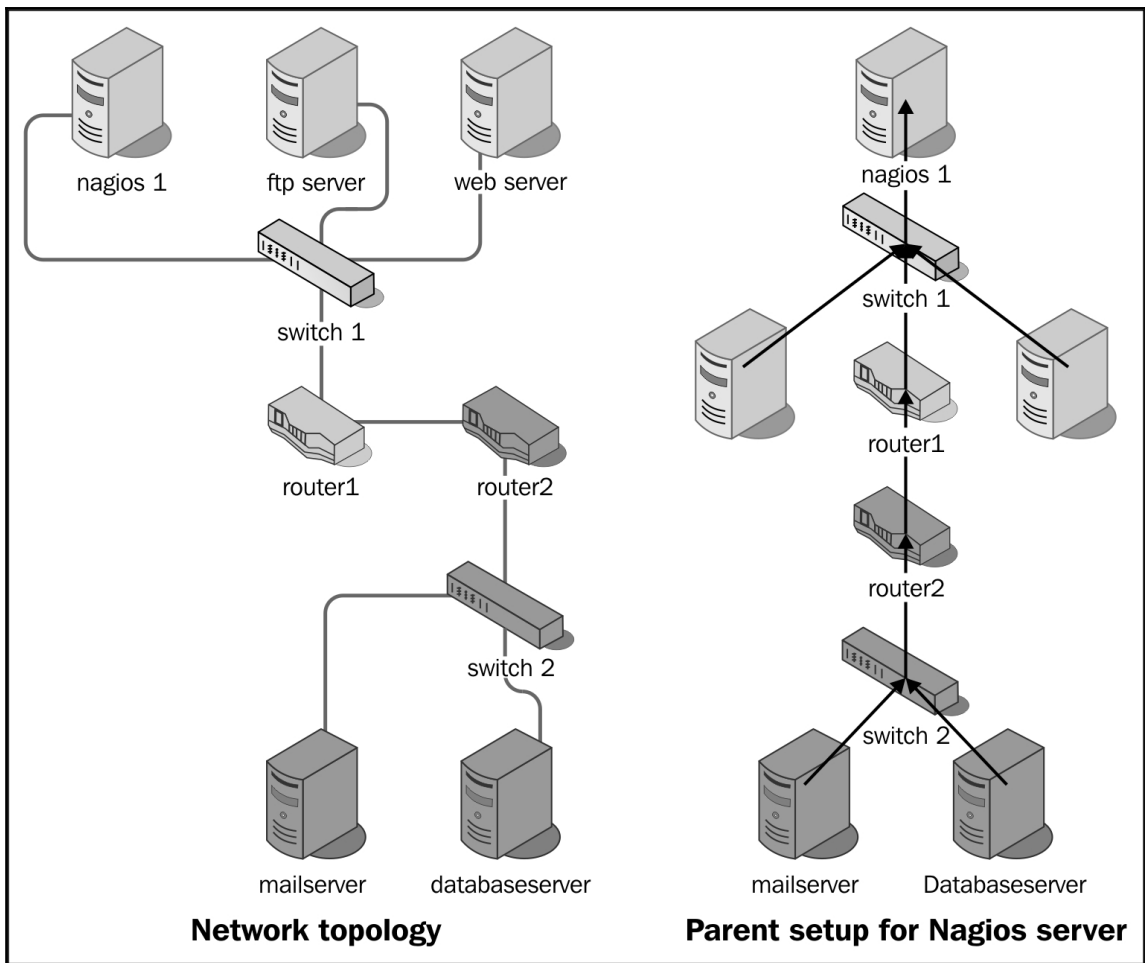 nagios 1
ftp server
web server
switch 1
router1
router2
switch 2
mailserver
databaseserver
Network topology
nagios 1
switch 1
router1
router2
switch 2
mailserver
Databaseserver
Parent setup for Nagios server